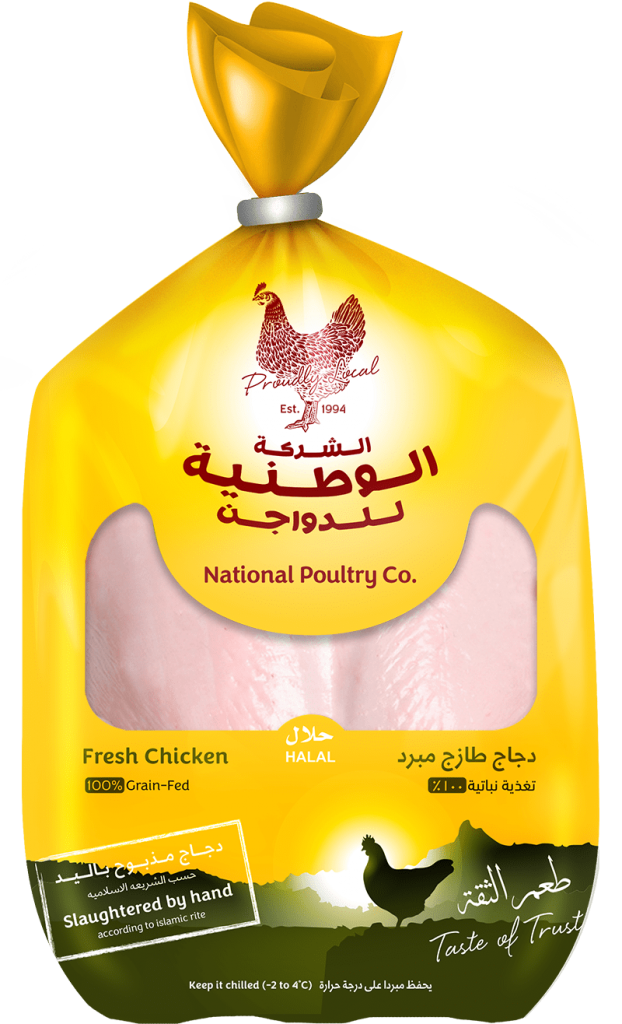 Proudly Local
Est. 1994
الشركة
الوطنية
للدواجن
National Poultry Co.
حلال
HALAL
Fresh Chicken
دجاج طازج مبرد
100% Grain-Fed
تغذية نباتية ١٠٠٪
دجاج مذبوح باليد
حسب الشريعه الاسلاميه
Slaughtered by hand
according to islamic rite
طعم الثقة
Taste of Trust
Keep it chilled (-2 to 4°C) يحفظ مبردا على درجة حرارة